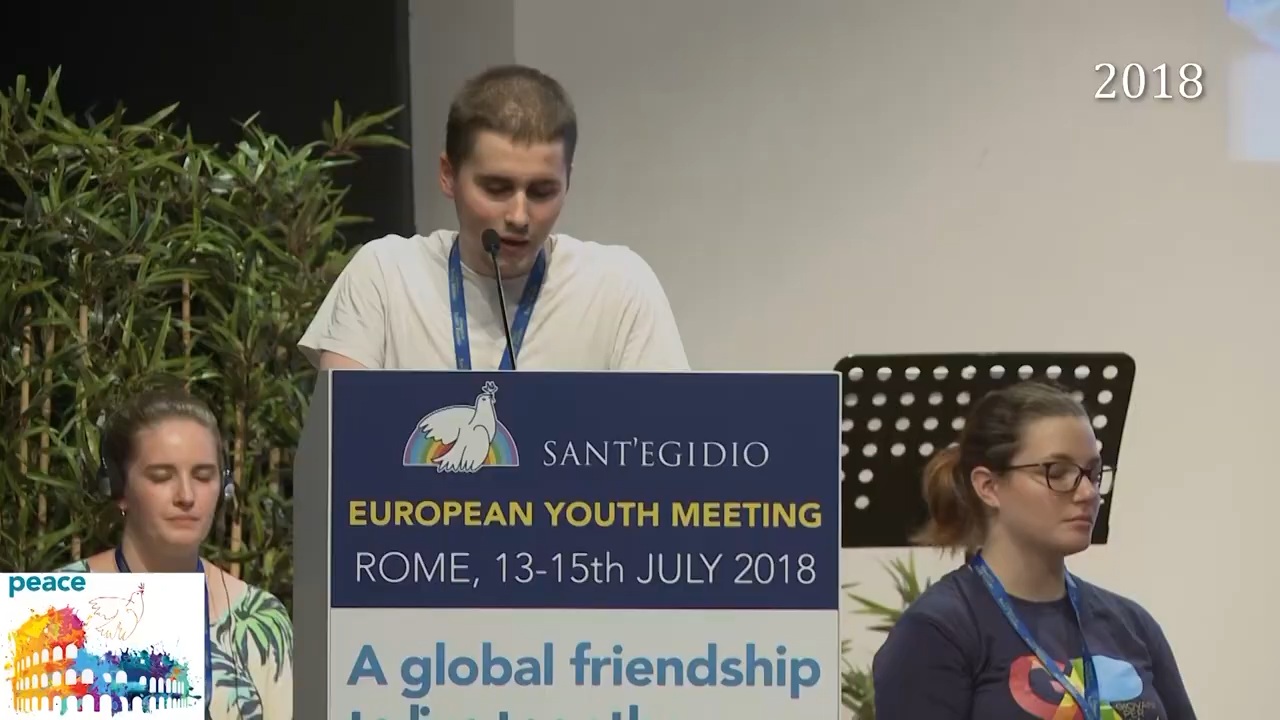 2018
SANT'EGIDIO
EUROPEAN YOUTH MEETING
ROME, 13-15th JULY 2018
A global friendship
peace